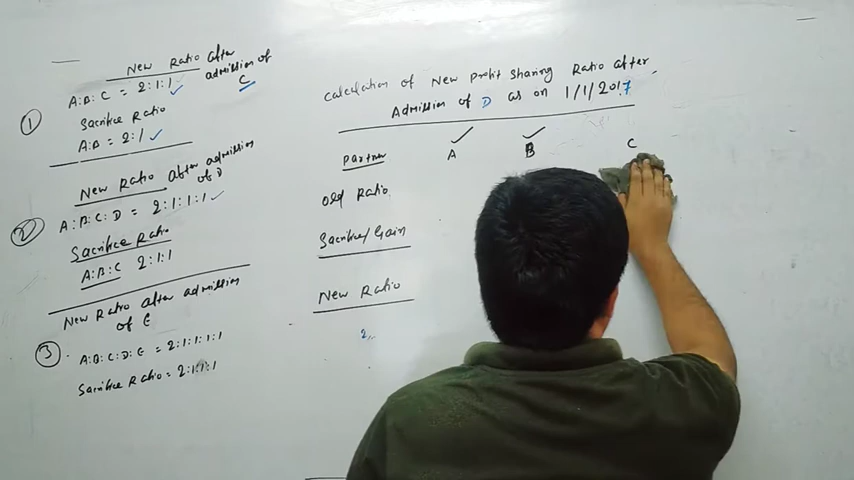 New Ratio after
admission of
C
A:B:C = 2:1:1
Sacrifice Ratio
① A:B = 2:1
New Ratio after admission
of D
② A:B:C:D = 2:1:1:1
Sacrifice Ratio
A:B:C 2:1:1
New Ratio after admission
of E
③ A:B:C:D:E = 2:1:1:1:1
Sacrifice Ratio = 2:1:1:1
Calculation of New profit sharing Ratio after
Admission of D as on 1/1/2017
Partner A B C
Old Ratio
Sacrifice/Gain
New Ratio
2